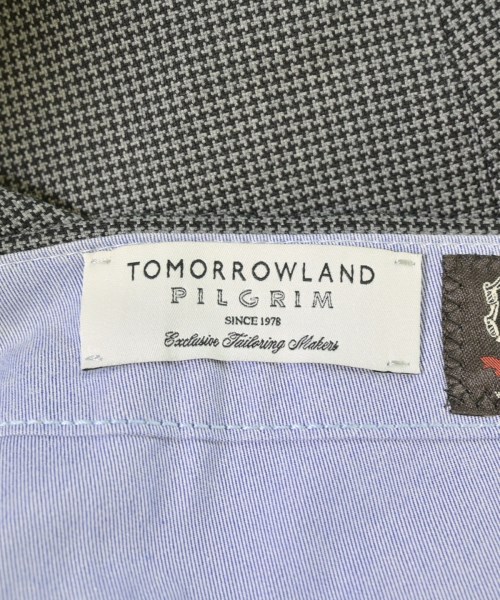 TOMORROWLAND
PILGRIM
SINCE 1978
Exclusive Tailoring Makers